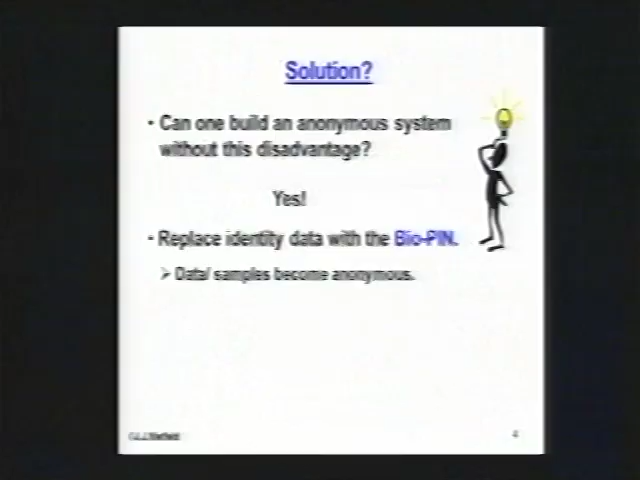 Solution?
• Can one build an anonymous system
without this disadvantage?
Yes!
• Replace identity data with the Bio-PIN.
➢ Data/ samples become anonymous.
4